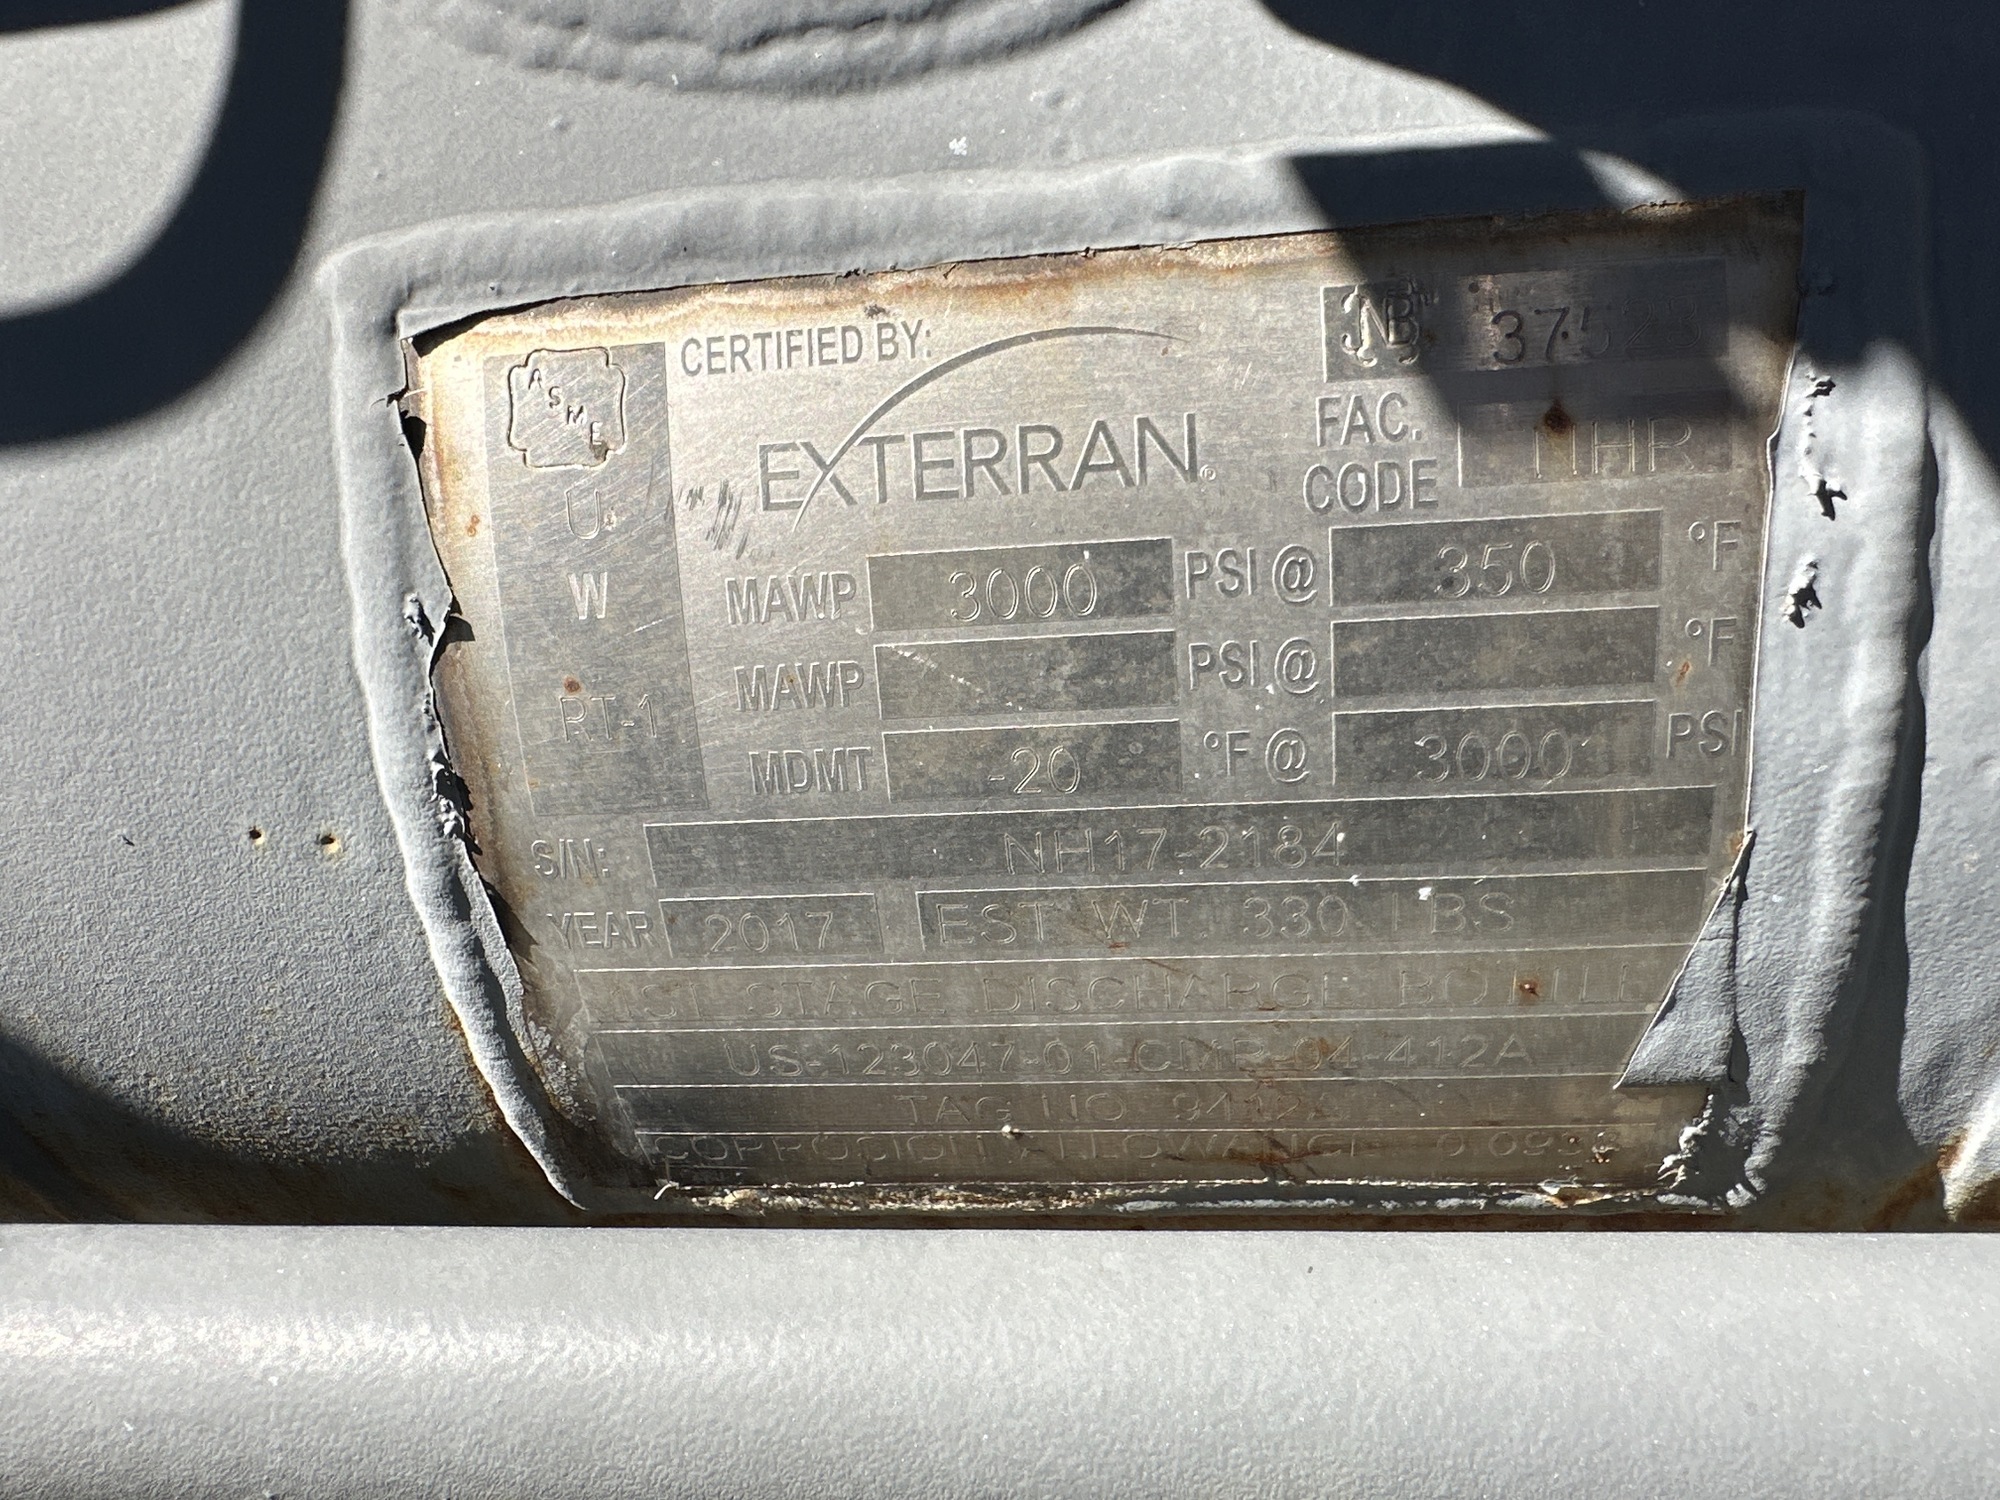 ASME
CERTIFIED BY:
EXTERRAN
NB 37523
FAC. CODE NHR
U
W
RT-1
MAWP 3000 PSI @ 350 °F
MAWP PSI @ °F
MDMT -20 °F @ 3000 PSI
S/N: NH17-2184
YEAR 2017 EST WT. 330 LBS
1ST STAGE DISCHARGE BOTTLE
US-123047-01-CMP-04-412A
TAG NO
CORROSION ALLOWANCE